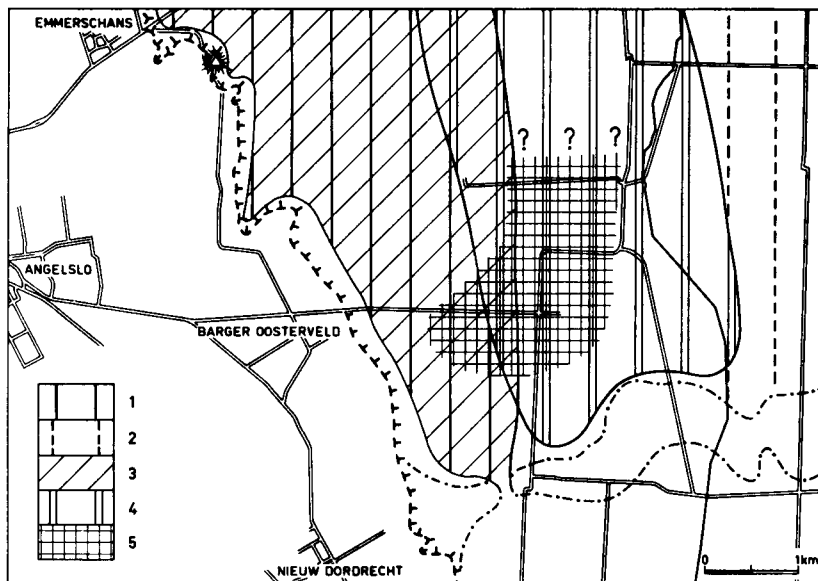 EMMERSCHANS
? ? ?
ANGELSLO
BARGER OOSTERVELD
1
2
3
4
5
NIEUW DORDRECHT
0 1km